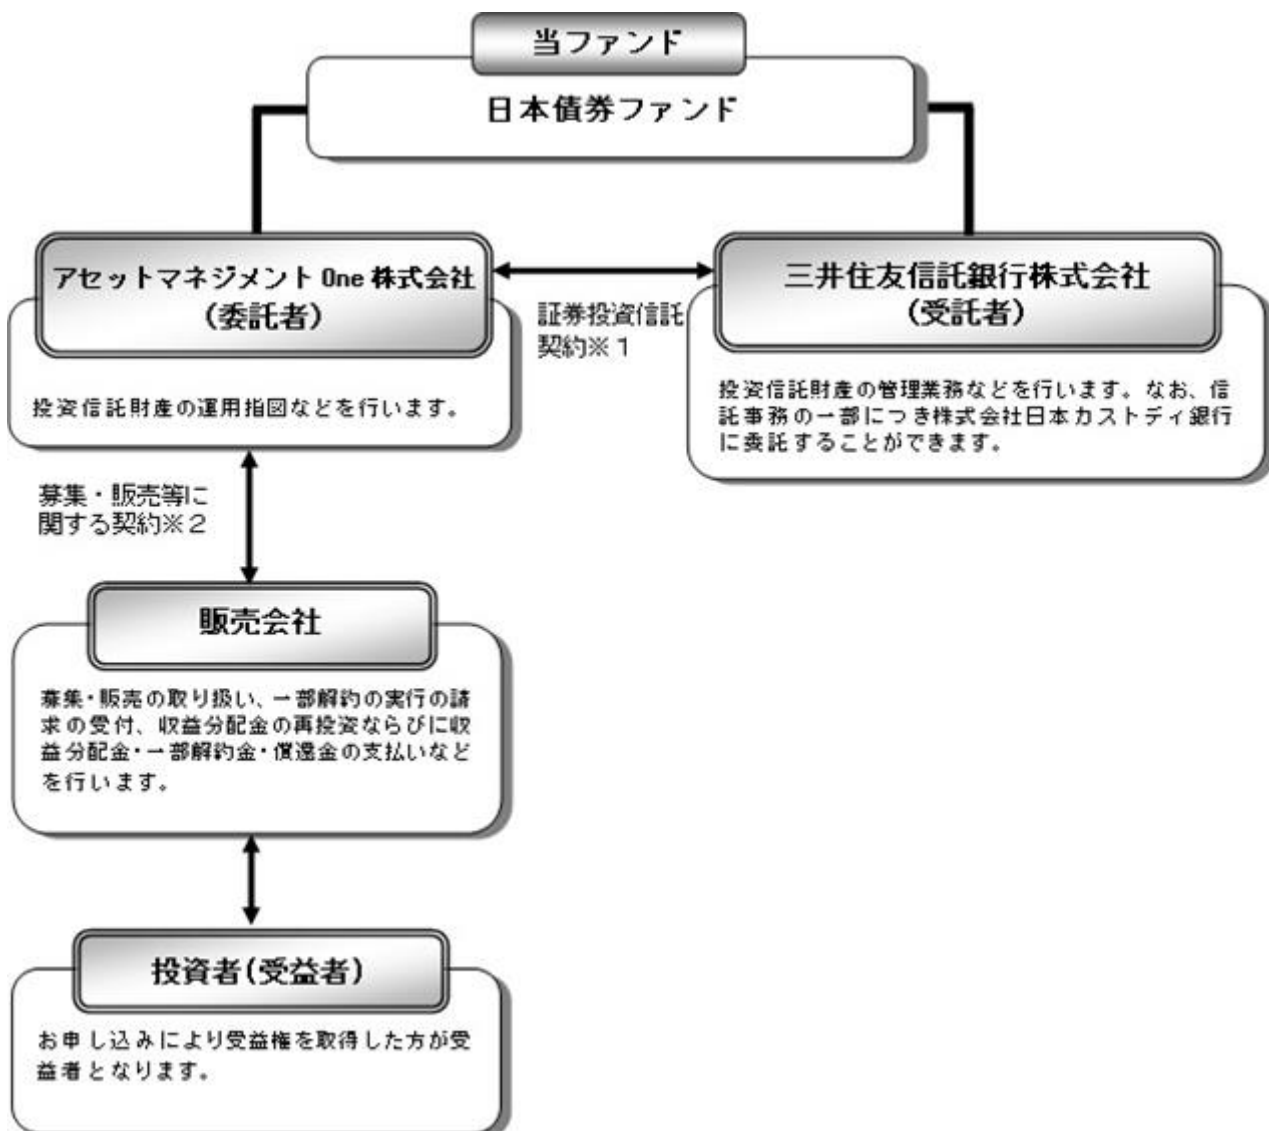 当ファンド
日本債券ファンド
アセットマネジメント One 株式会社
(委託者)
投資信託財産の運用指図などを行います。
証券投資信託
契約※１
三井住友信託銀行株式会社
(受託者)
投資信託財産の管理業務などを行います。なお、信
託事務の一部につき株式会社日本カストディ銀行
に委託することができます。
募集・販売等に
関する契約※２
販売会社
募集・販売の取り扱い、一部解約の実行の請
求の受付、収益分配金の再投資ならびに収
益分配金・一部解約金・償還金の支払いなど
を行います。
投資者(受益者)
お申し込みにより受益権を取得した方が受
益者となります。